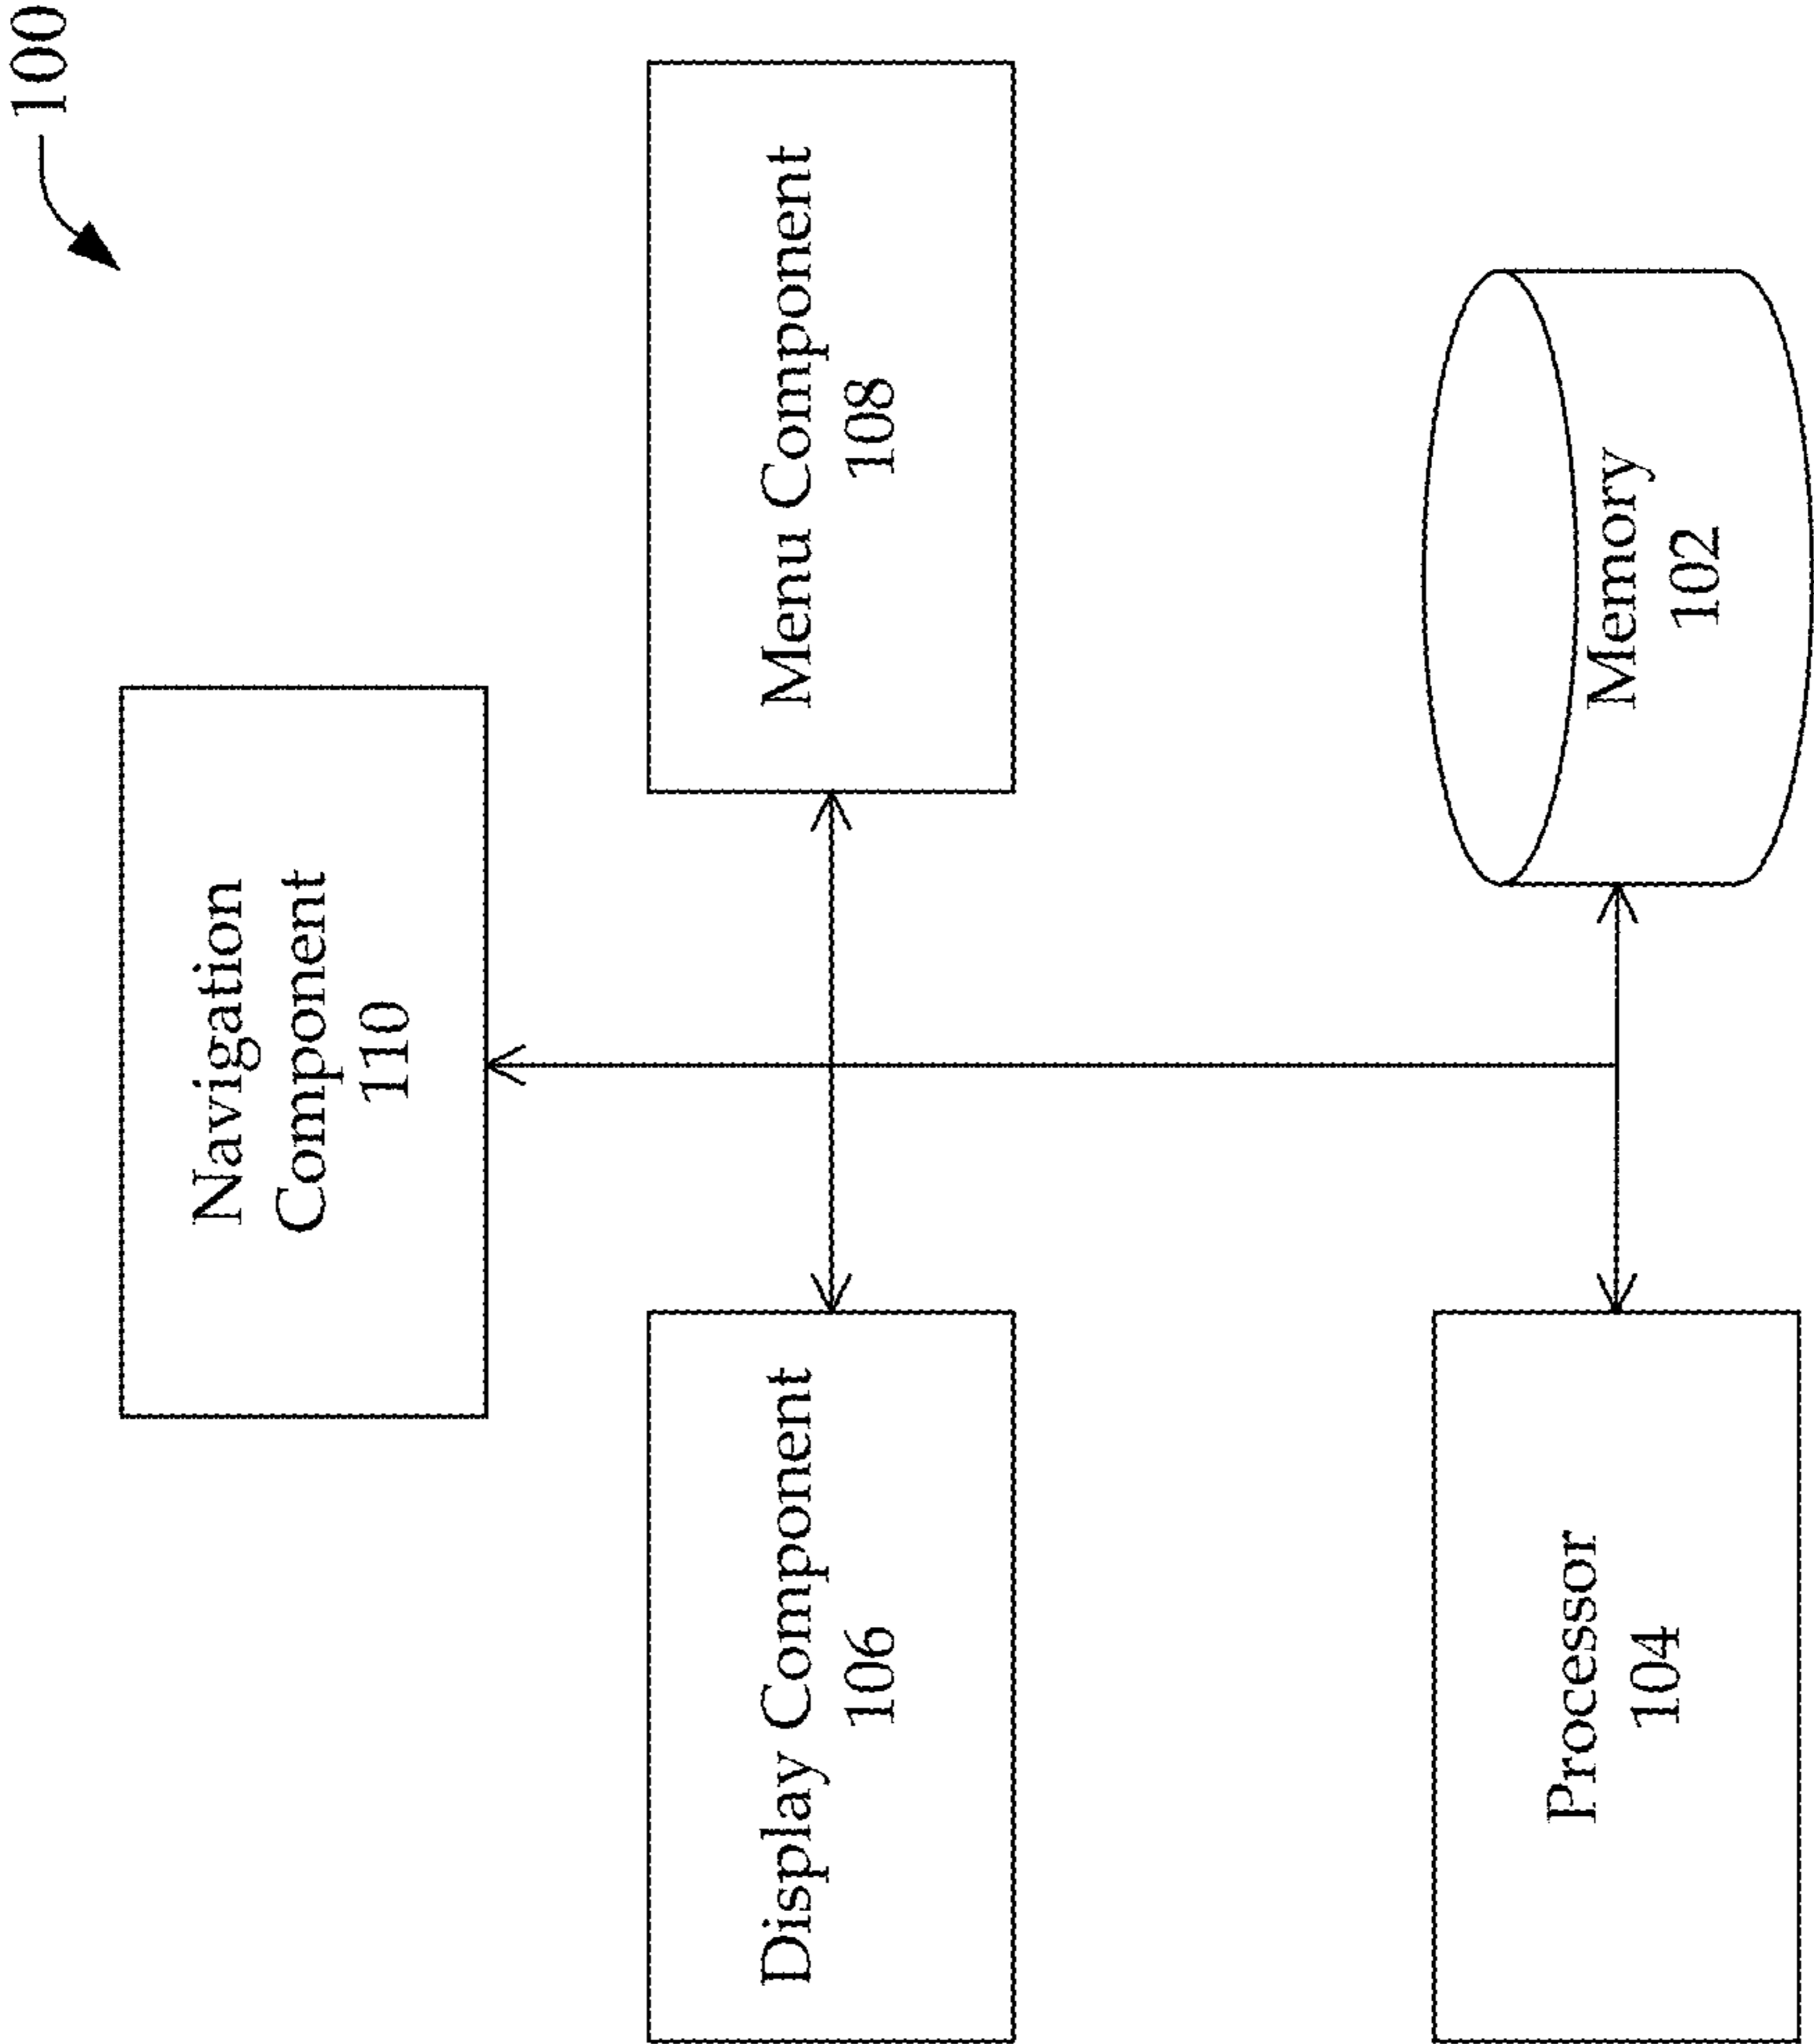 100
Navigation
Component
110
Display Component
106
Menu Component
108
Processor
104
Memory
102